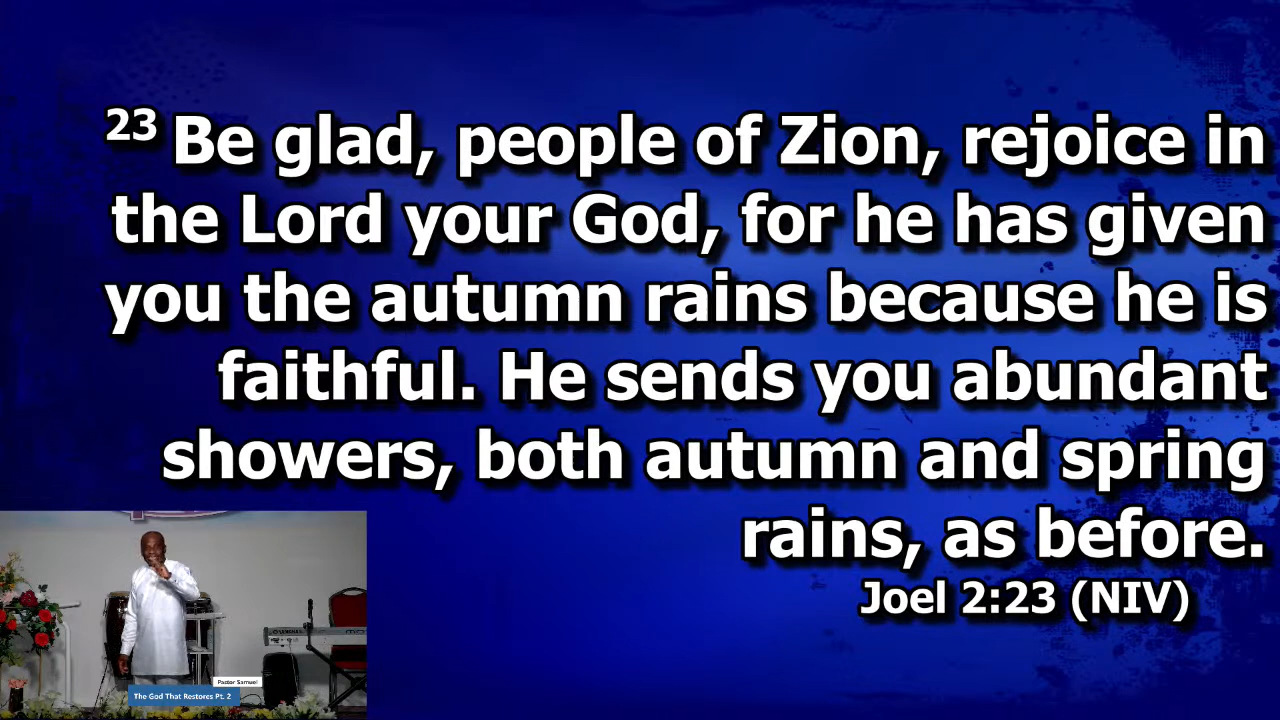 23 Be glad, people of Zion, rejoice in
the Lord your God, for he has given
you the autumn rains because he is
faithful. He sends you abundant
showers, both autumn and spring
rains, as before.
Joel 2:23 (NIV)
Pastor Samuel
The God That Restores Pt. 2
YAMAHA